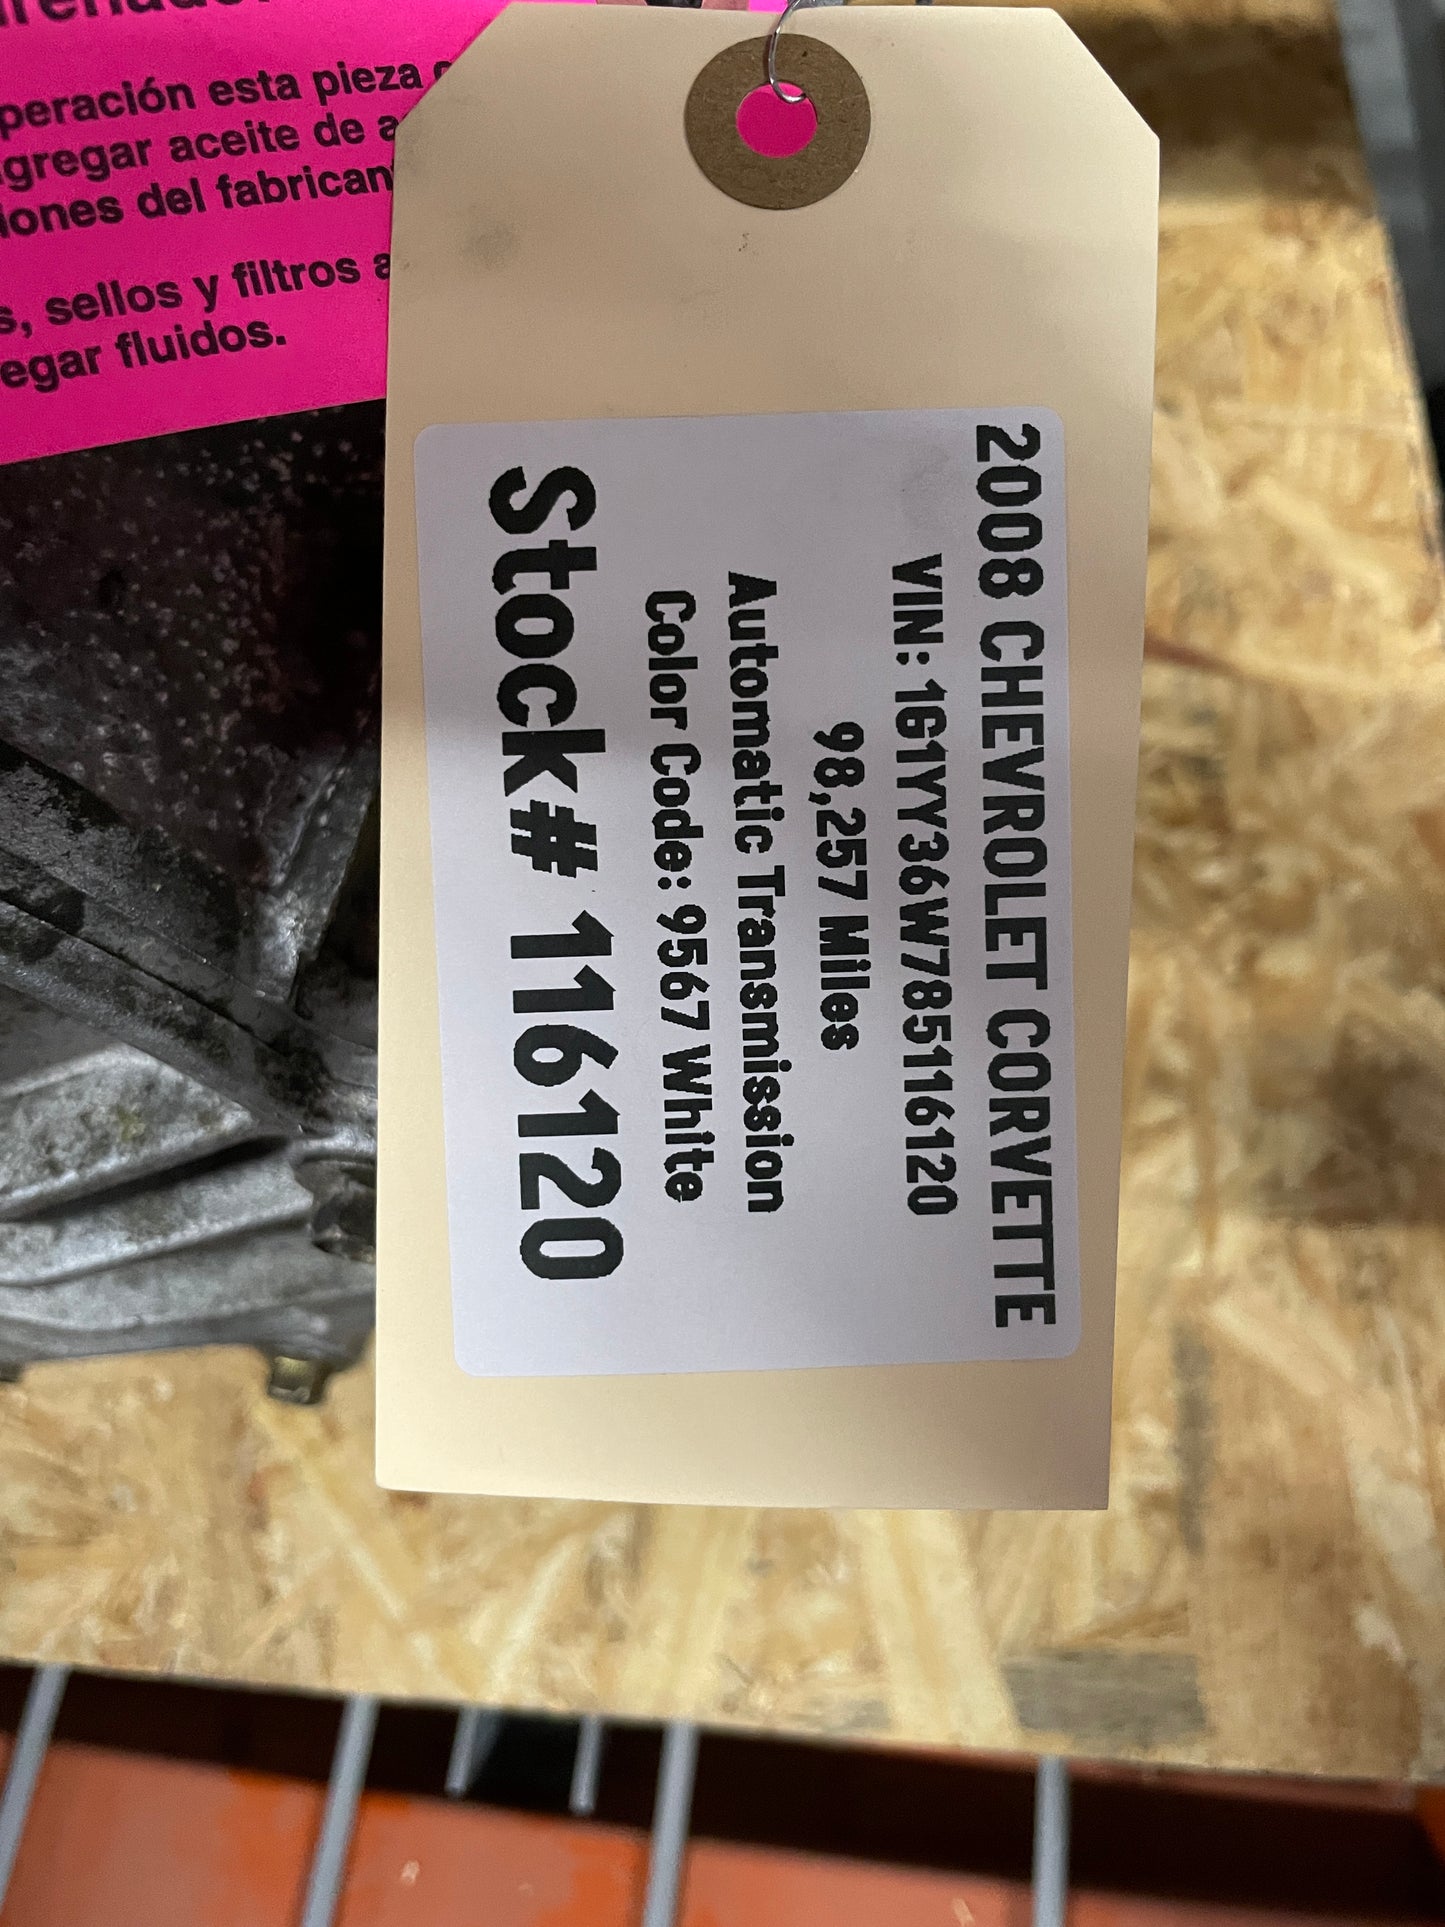 peración esta pieza
gregar aceite de
iones del fabrican
s, sellos y filtros
egar fluidos.
2008 CHEVROLET CORVETTE
VIN: 1G1YY36W785116120
98,257 Miles
Automatic Transmission
Color Code: 9567 White
Stock# 116120